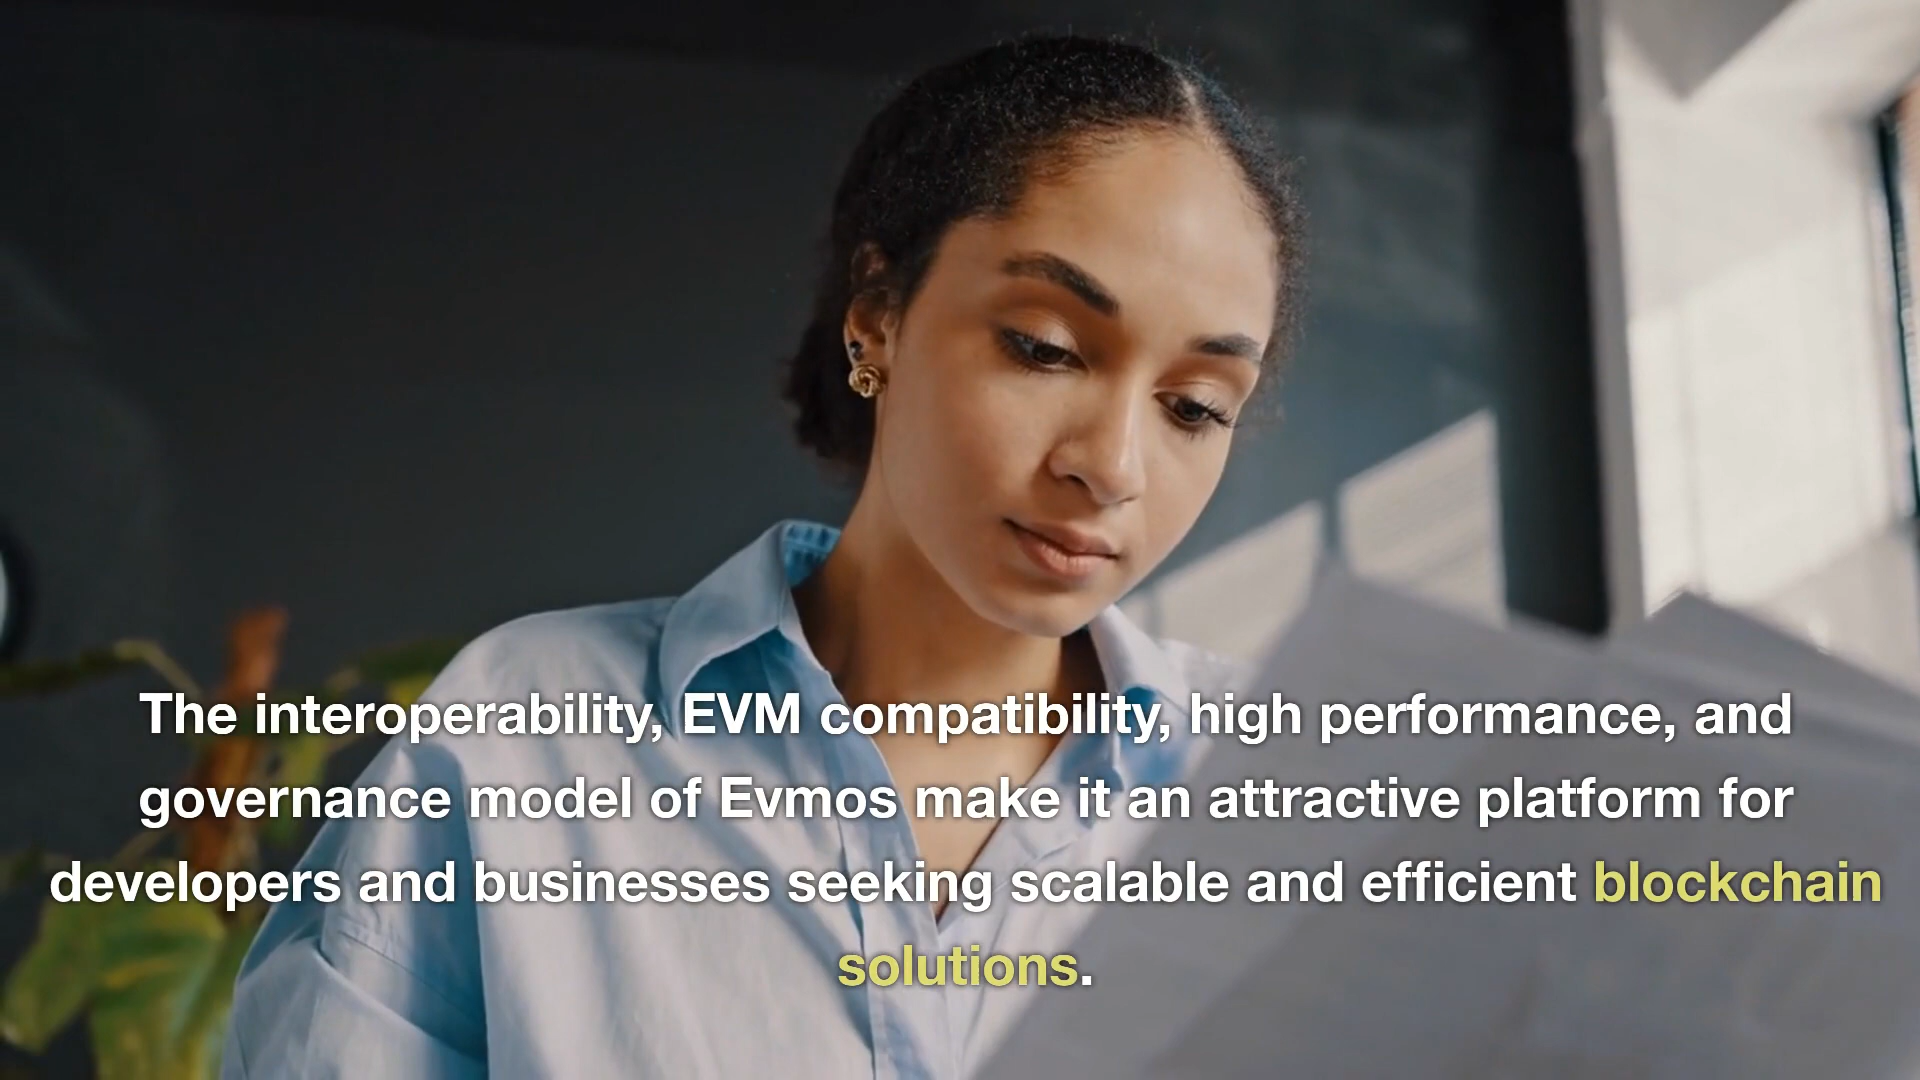 The interoperability, EVM compatibility, high performance, and
governance model of Evmos make it an attractive platform for
developers and businesses seeking scalable and efficient blockchain
solutions.